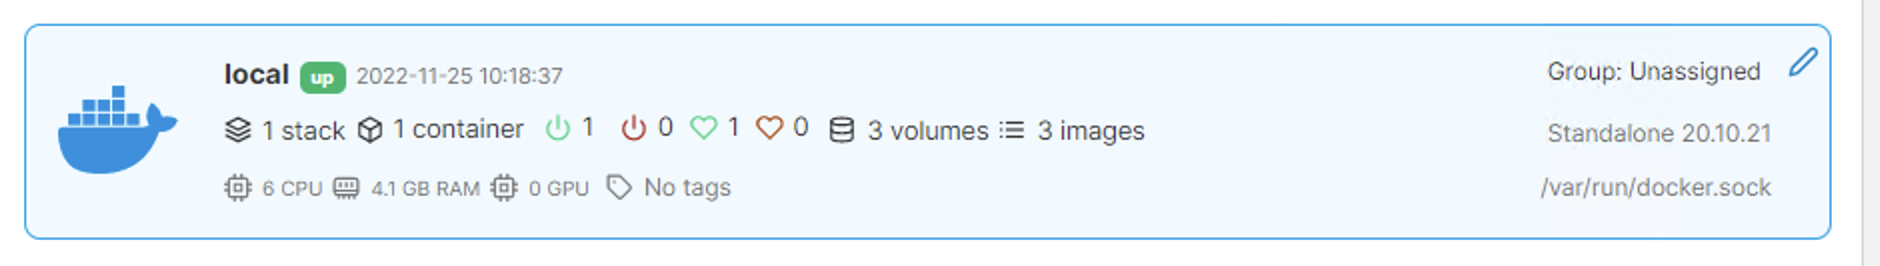 local up 2022-11-25 10:18:37
Group: Unassigned
1 stack 1 container 1 0 1 0 3 volumes 3 images
Standalone 20.10.21
6 CPU 4.1 GB RAM 0 GPU No tags
/var/run/docker.sock